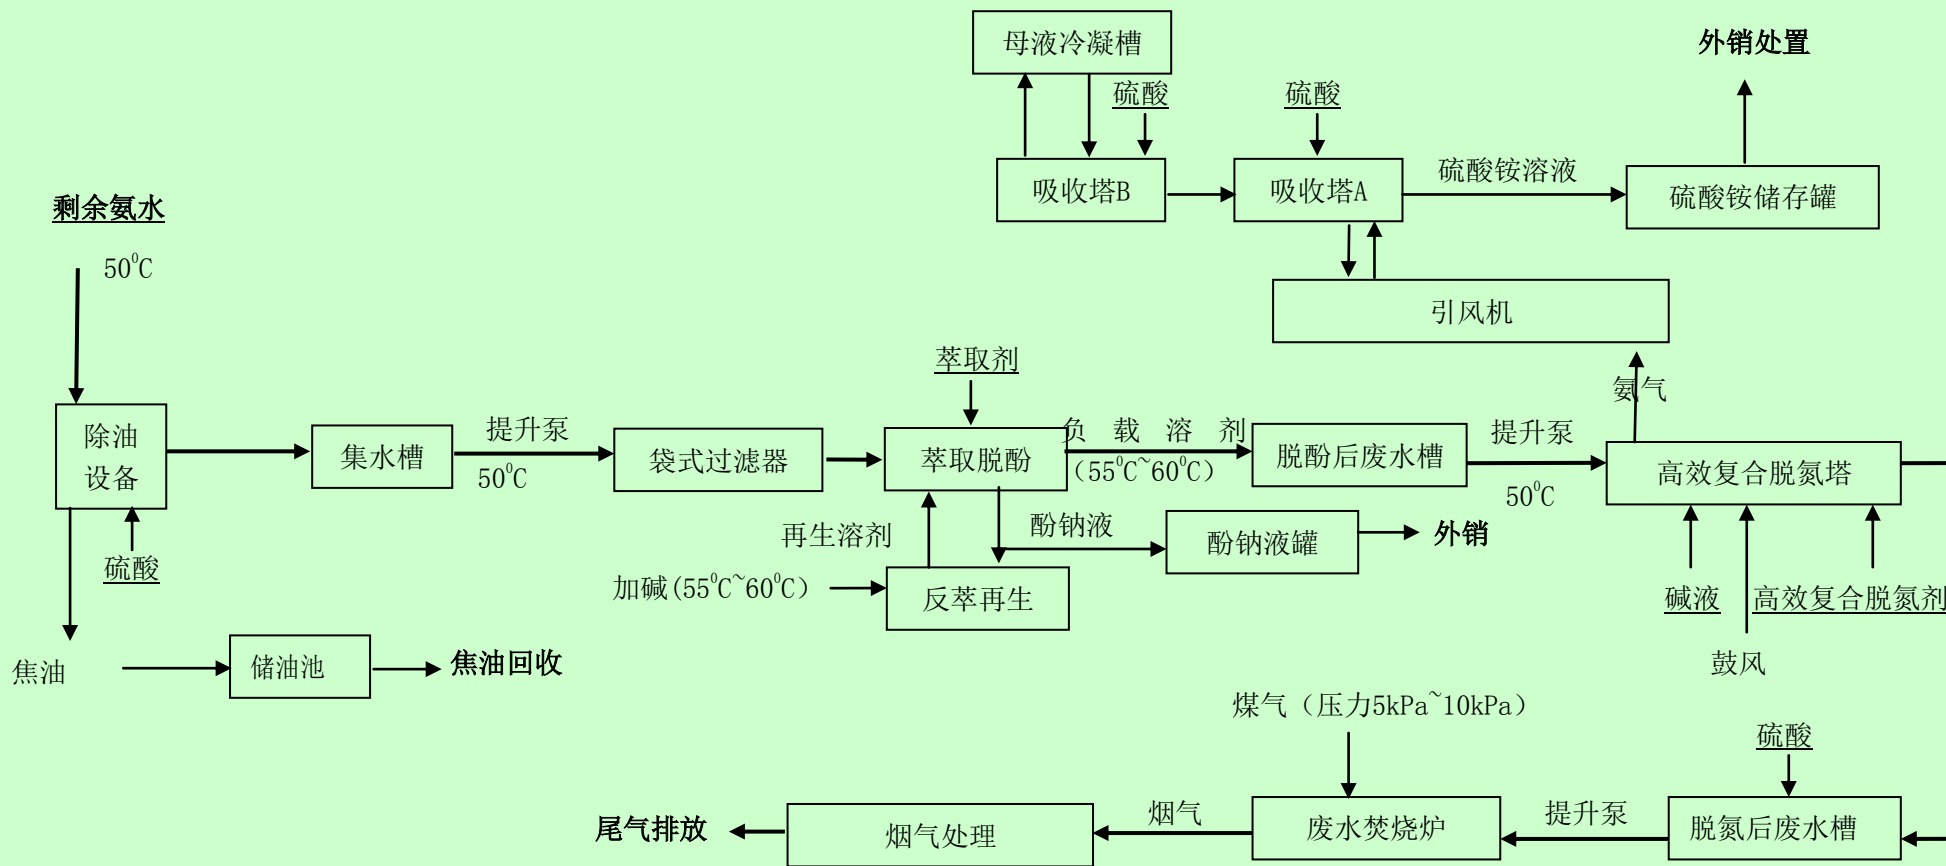 母液冷凝槽
外销处置
硫酸
硫酸
吸收塔B
吸收塔A
硫酸铵溶液
硫酸铵储存罐
剩余氨水
50⁰C
引风机
萃取剂
氨气
除油
设备
集水槽
提升泵
50⁰C
袋式过滤器
萃取脱酚
负载溶剂
（55⁰C~60⁰C）
脱酚后废水槽
提升泵
50⁰C
高效复合脱氮塔
硫酸
再生溶剂
酚钠液
酚钠液罐
外销
加碱(55⁰C~60⁰C）
反萃再生
碱液
高效复合脱氮剂
鼓风
焦油
储油池
焦油回收
煤气（压力5kPa~10kPa）
硫酸
尾气排放
烟气处理
烟气
废水焚烧炉
提升泵
脱氮后废水槽